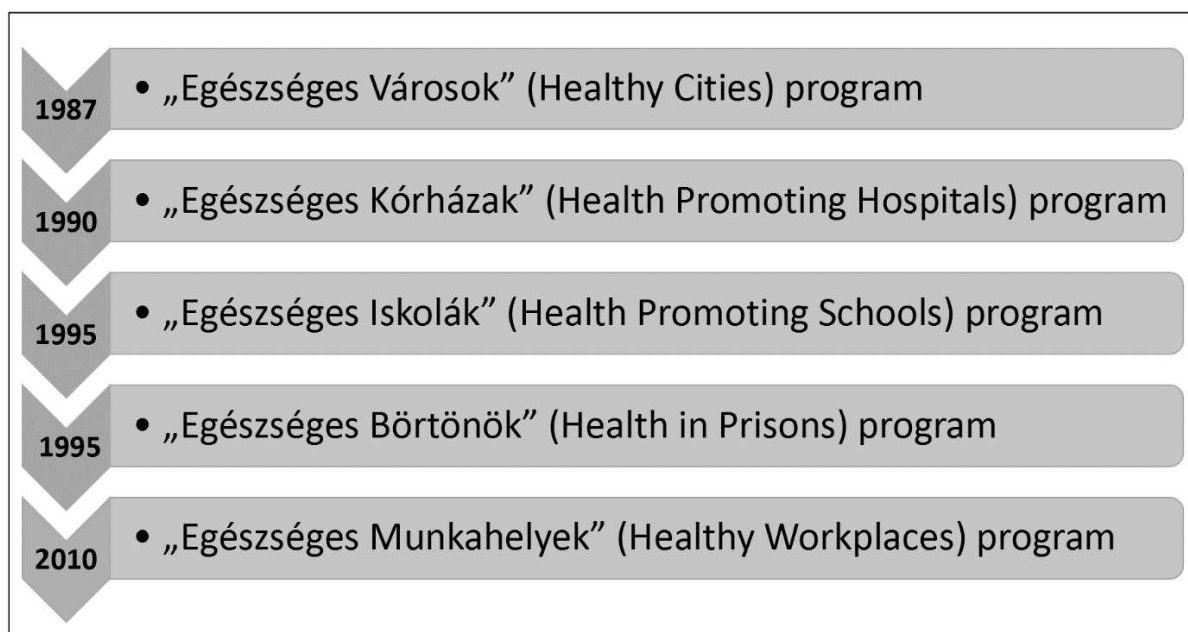 1987
• „Egészséges Városok” (Healthy Cities) program
1990
• „Egészséges Kórházak” (Health Promoting Hospitals) program
1995
• „Egészséges Iskolák” (Health Promoting Schools) program
1995
• „Egészséges Börtönök” (Health in Prisons) program
2010
• „Egészséges Munkahelyek” (Healthy Workplaces) program